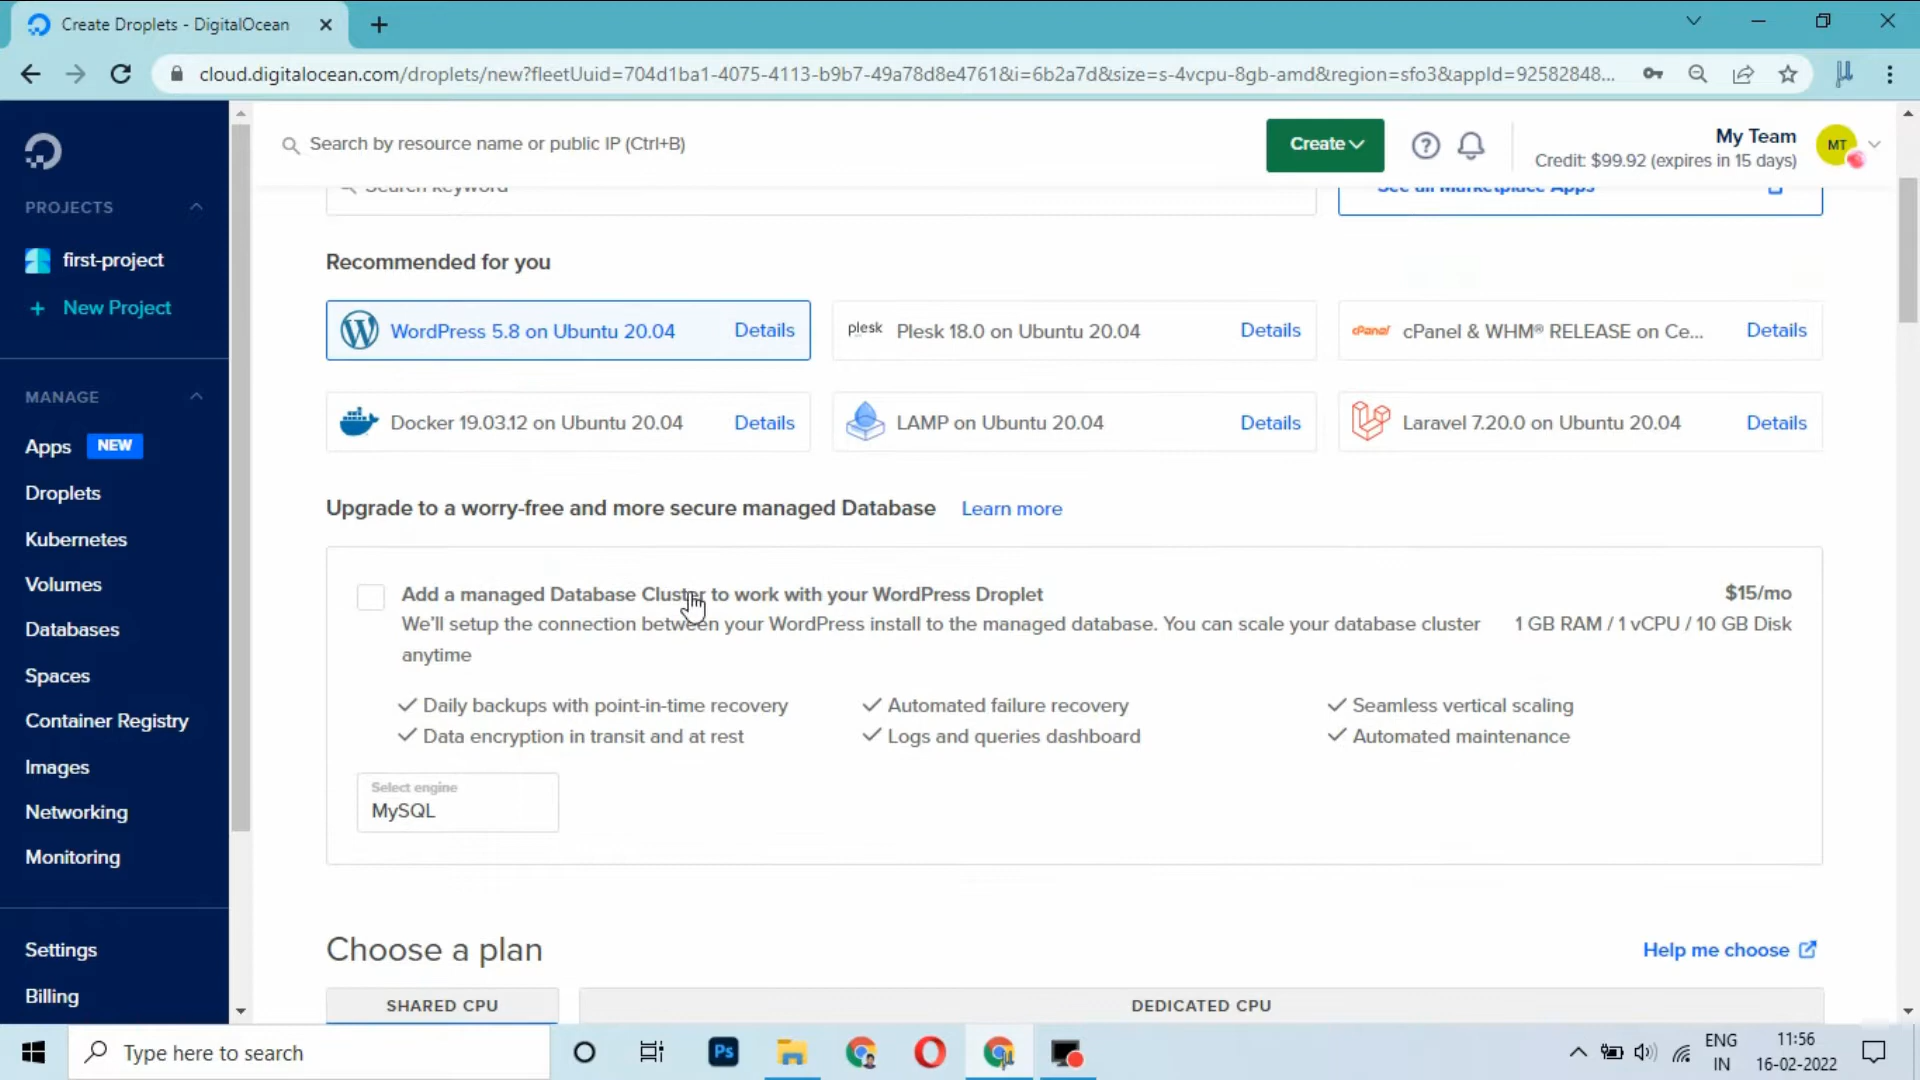 Create Droplets - DigitalOcean
cloud.digitalocean.com/droplets/new?fleetUuid=704d1ba1-4075-4113-b9b7-49a78d8e4761&i=6b2a7d&size=s-4vcpu-8gb-amd&region=sfo3&appId=92582848...
Search by resource name or public IP (Ctrl+B)
Create
My Team
Credit: $99.92 (expires in 15 days)
MT
PROJECTS
first-project
+ New Project
MANAGE
Apps NEW
Droplets
Kubernetes
Volumes
Databases
Spaces
Container Registry
Images
Networking
Monitoring
Settings
Billing
Search keyword
See all Marketplace Apps
Recommended for you
WordPress 5.8 on Ubuntu 20.04 Details
plesk Plesk 18.0 on Ubuntu 20.04 Details
cPanel cPanel & WHM® RELEASE on Ce... Details
Docker 19.03.12 on Ubuntu 20.04 Details
LAMP on Ubuntu 20.04 Details
Laravel 7.20.0 on Ubuntu 20.04 Details
Upgrade to a worry-free and more secure managed Database Learn more
Add a managed Database Cluster to work with your WordPress Droplet
$15/mo
We'll setup the connection between your WordPress install to the managed database. You can scale your database cluster
anytime
1 GB RAM / 1 vCPU / 10 GB Disk
Daily backups with point-in-time recovery
Automated failure recovery
Seamless vertical scaling
Data encryption in transit and at rest
Logs and queries dashboard
Automated maintenance
Select engine
MySQL
Choose a plan
Help me choose
SHARED CPU
DEDICATED CPU
Type here to search
Ps
ENG
IN
11:56
16-02-2022